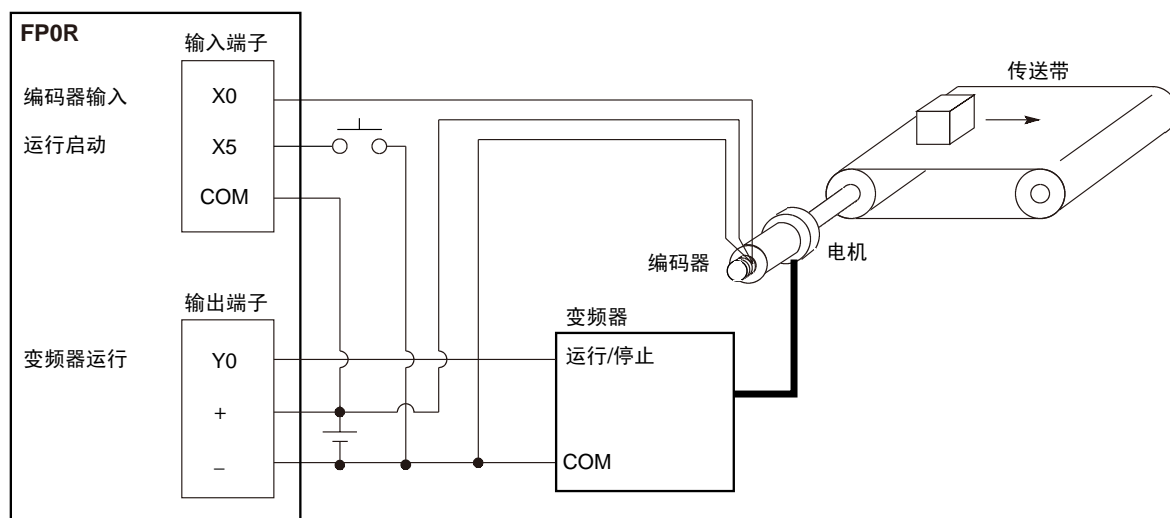 FP0R
输入端子
编码器输入
X0
运行启动
X5
COM
传送带
编码器
电机
输出端子
变频器
变频器运行
Y0
运行/停止
+
−
COM